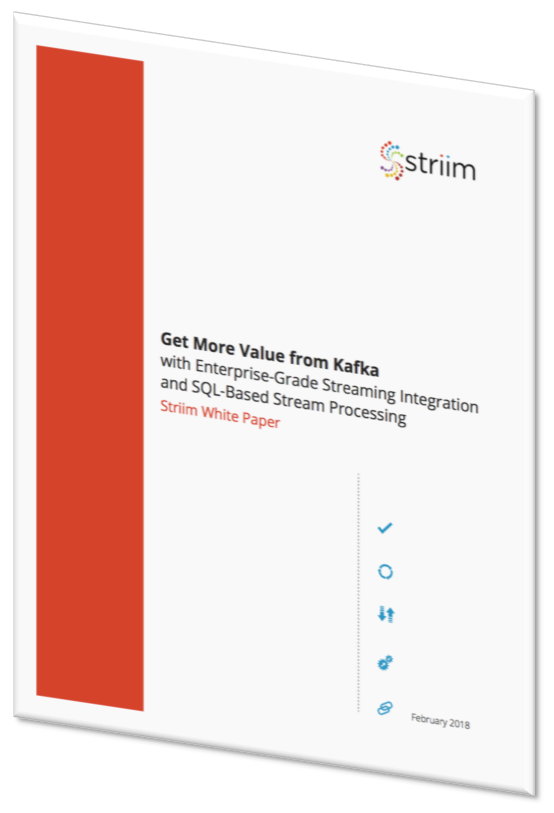 striim
Get More Value from Kafka
with Enterprise-Grade Streaming Integration
and SQL-Based Stream Processing
Striim White Paper
February 2018